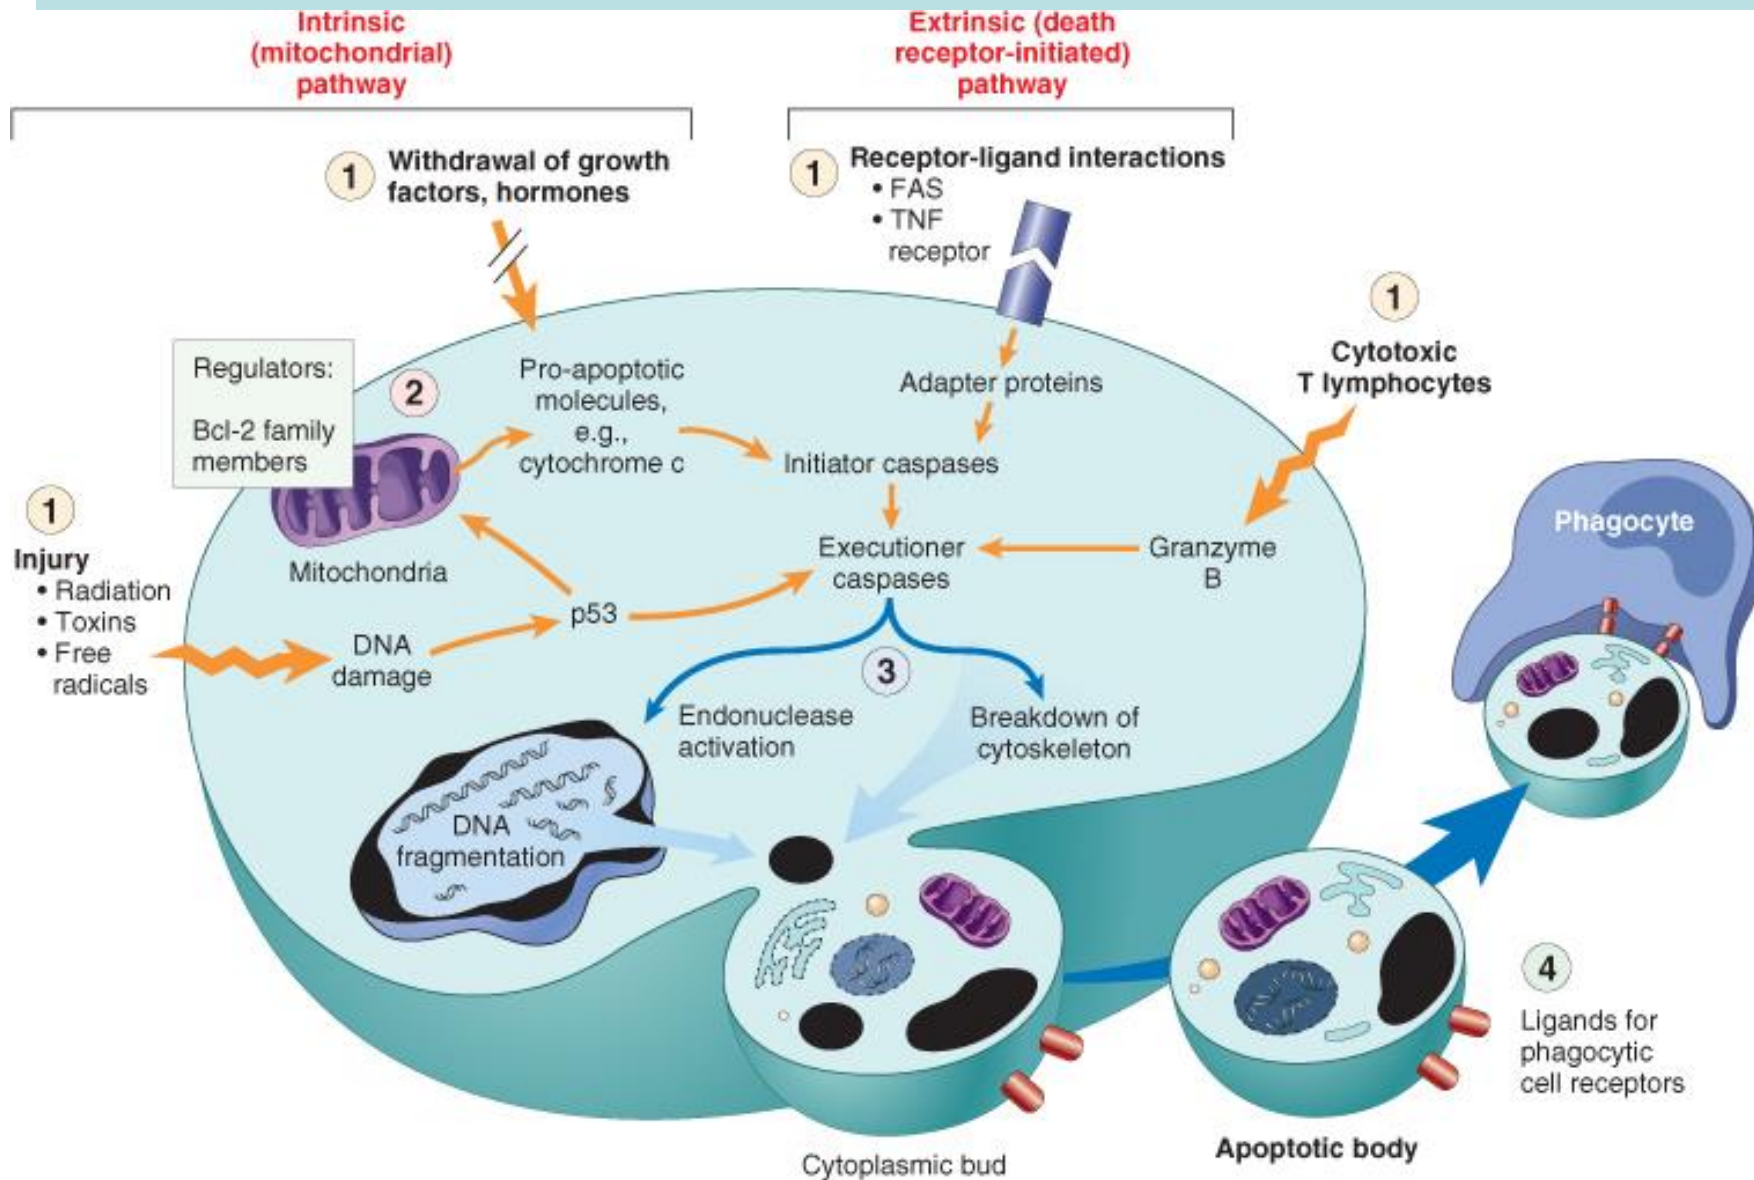 Intrinsic
(mitochondrial)
pathway
Extrinsic (death
receptor-initiated)
pathway
1
Withdrawal of growth
factors, hormones
1
Receptor-ligand interactions
• FAS
• TNF
receptor
1
Cytotoxic
T lymphocytes
Regulators:
Bcl-2 family
members
2
Pro-apoptotic
molecules,
e.g.,
cytochrome c
Adapter proteins
Initiator caspases
1
Injury
• Radiation
• Toxins
• Free
radicals
Mitochondria
Executioner
caspases
Granzyme
B
Phagocyte
p53
DNA
damage
3
Endonuclease
activation
Breakdown of
cytoskeleton
DNA
fragmentation
4
Ligands for
phagocytic
cell receptors
Cytoplasmic bud
Apoptotic body